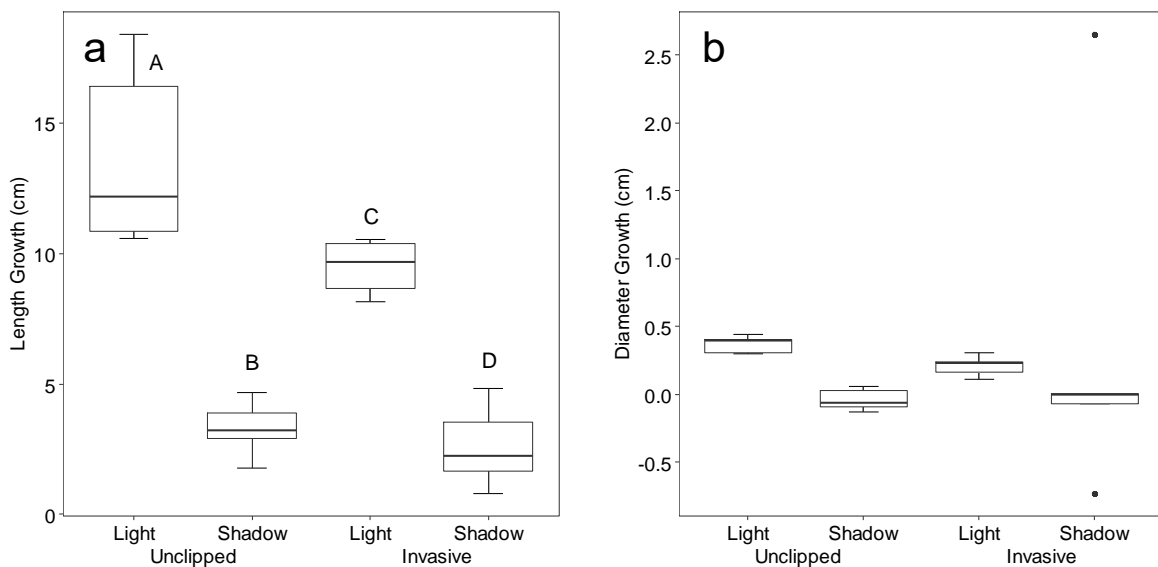 a
A
B
C
D
Length Growth (cm)
15
10
5
0
Light Shadow Light Shadow
Unclipped Invasive
b
Diameter Growth (cm)
2.5
2.0
1.5
1.0
0.5
0.0
-0.5
Light Shadow Light Shadow
Unclipped Invasive